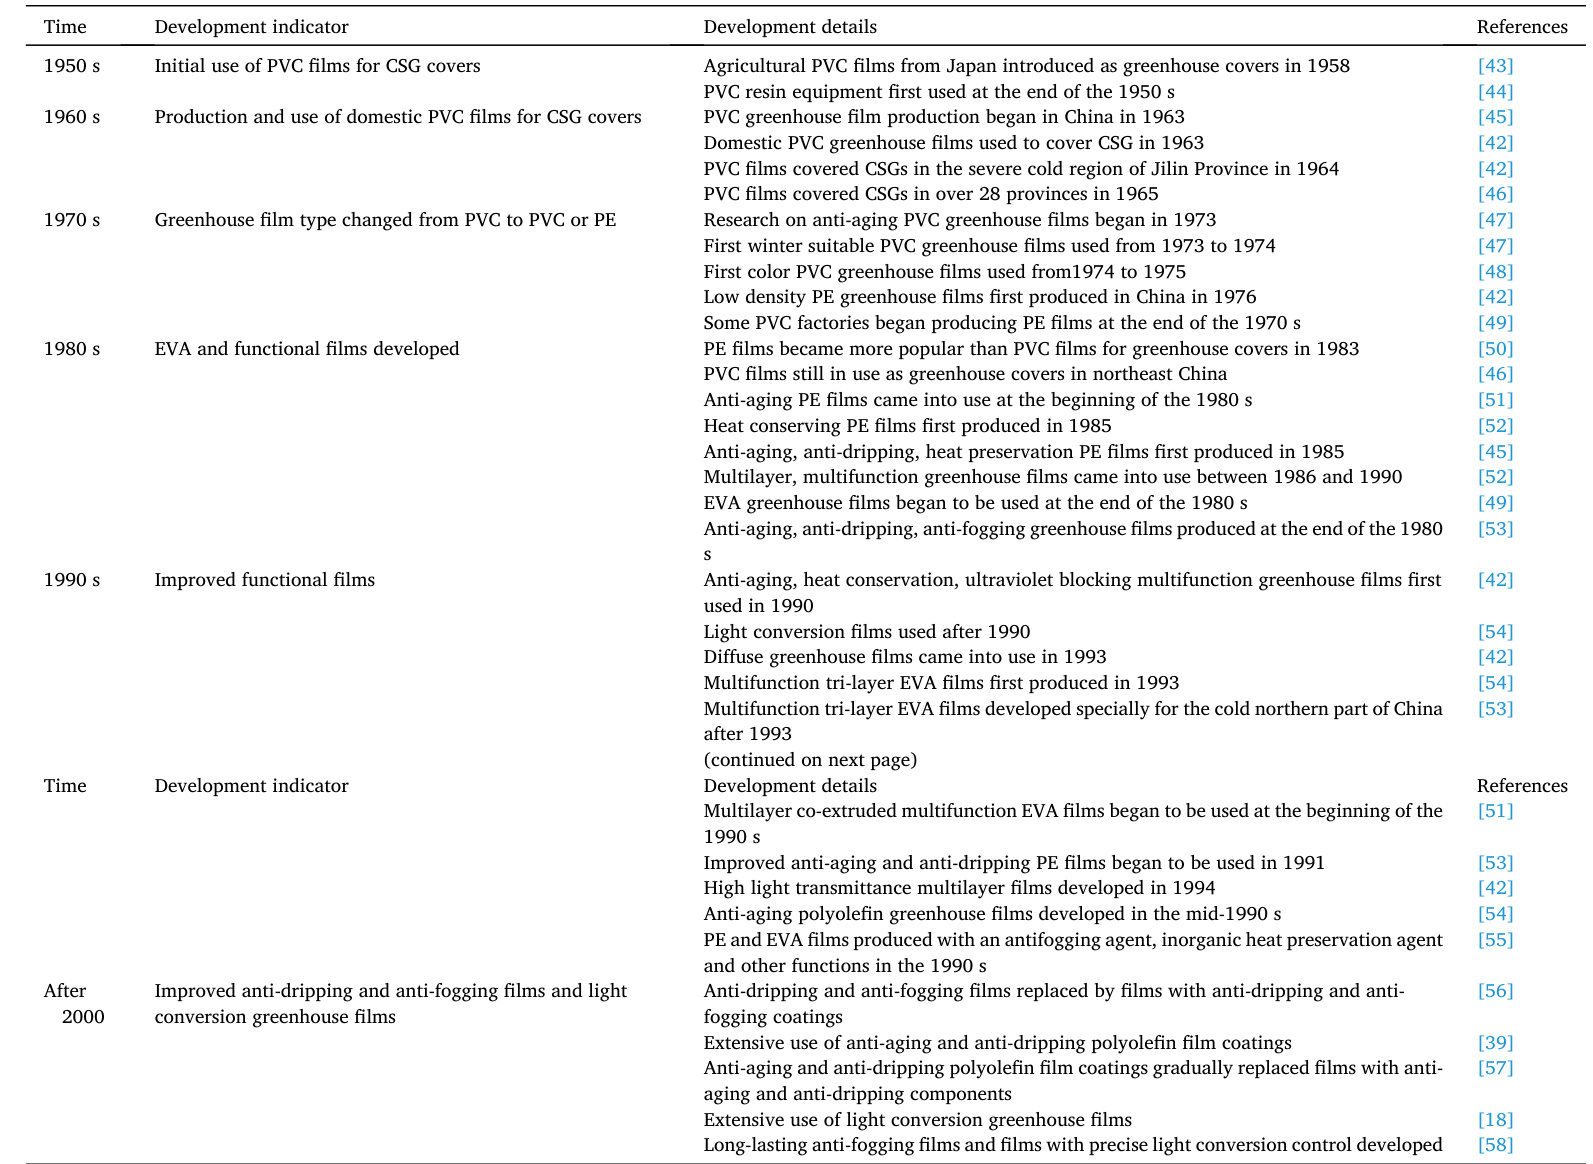 Time Development indicator Development details References
1950 s Initial use of PVC films for CSG covers Agricultural PVC films from Japan introduced as greenhouse covers in 1958 [43]
PVC resin equipment first used at the end of the 1950 s [44]
1960 s Production and use of domestic PVC films for CSG covers PVC greenhouse film production began in China in 1963 [45]
Domestic PVC greenhouse films used to cover CSG in 1963 [42]
PVC films covered CSGs in the severe cold region of Jilin Province in 1964 [42]
PVC films covered CSGs in over 28 provinces in 1965 [46]
1970 s Greenhouse film type changed from PVC to PVC or PE Research on anti-aging PVC greenhouse films began in 1973 [47]
First winter suitable PVC greenhouse films used from 1973 to 1974 [47]
First color PVC greenhouse films used from1974 to 1975 [48]
Low density PE greenhouse films first produced in China in 1976 [42]
Some PVC factories began producing PE films at the end of the 1970 s [49]
1980 s EVA and functional films developed PE films became more popular than PVC films for greenhouse covers in 1983 [50]
PVC films still in use as greenhouse covers in northeast China [46]
Anti-aging PE films came into use at the beginning of the 1980 s [51]
Heat conserving PE films first produced in 1985 [52]
Anti-aging, anti-dripping, heat preservation PE films first produced in 1985 [45]
Multilayer, multifunction greenhouse films came into use between 1986 and 1990 [52]
EVA greenhouse films began to be used at the end of the 1980 s [49]
Anti-aging, anti-dripping, anti-fogging greenhouse films produced at the end of the 1980 [53]
s
1990 s Improved functional films Anti-aging, heat conservation, ultraviolet blocking multifunction greenhouse films first [42]
used in 1990
Light conversion films used after 1990 [54]
Diffuse greenhouse films came into use in 1993 [42]
Multifunction tri-layer EVA films first produced in 1993 [54]
Multifunction tri-layer EVA films developed specially for the cold northern part of China [53]
after 1993
(continued on next page)
Time Development indicator Development details References
Multilayer co-extruded multifunction EVA films began to be used at the beginning of the [51]
1990 s
Improved anti-aging and anti-dripping PE films began to be used in 1991 [53]
High light transmittance multilayer films developed in 1994 [42]
Anti-aging polyolefin greenhouse films developed in the mid-1990 s [54]
PE and EVA films produced with an antifogging agent, inorganic heat preservation agent [55]
and other functions in the 1990 s
After Improved anti-dripping and anti-fogging films and light Anti-dripping and anti-fogging films replaced by films with anti-dripping and anti- [56]
2000 conversion greenhouse films fogging coatings
Extensive use of anti-aging and anti-dripping polyolefin film coatings [39]
Anti-aging and anti-dripping polyolefin film coatings gradually replaced films with anti- [57]
aging and anti-dripping components
Extensive use of light conversion greenhouse films [18]
Long-lasting anti-fogging films and films with precise light conversion control developed [58]